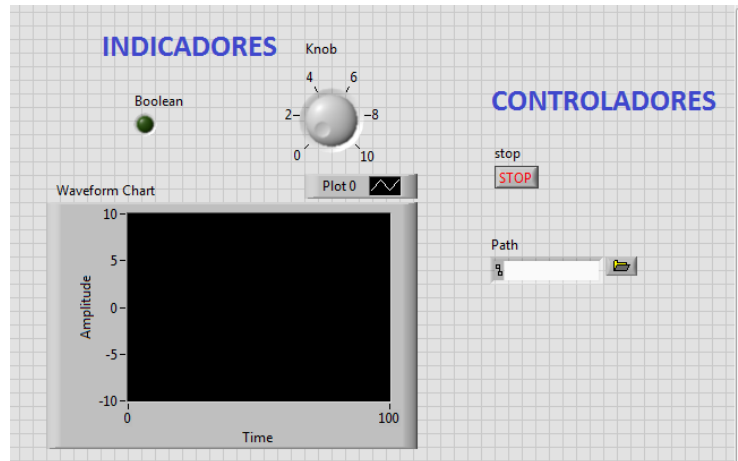 INDICADORES
Knob
4 6
2 8
0 10
Boolean
Plot 0
Waveform Chart
10
5
0
-5
-10
Amplitude
0 100
Time
CONTROLADORES
stop
STOP
Path